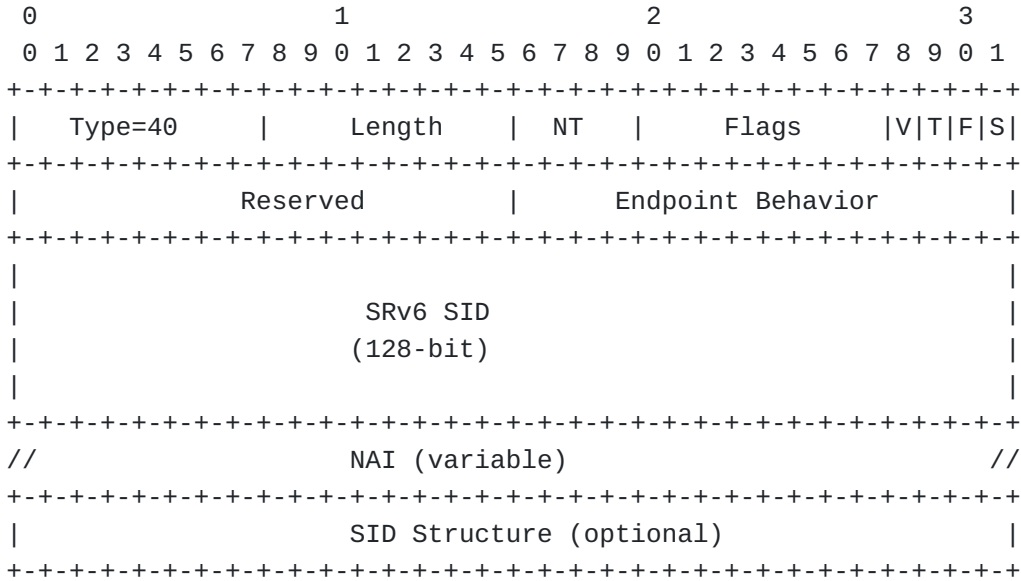 0                   1                   2                   3
 0 1 2 3 4 5 6 7 8 9 0 1 2 3 4 5 6 7 8 9 0 1 2 3 4 5 6 7 8 9 0 1
+-+-+-+-+-+-+-+-+-+-+-+-+-+-+-+-+-+-+-+-+-+-+-+-+-+-+-+-+-+-+-+-+
|   Type=40     |     Length    |  NT   |     Flags     |V|T|F|S|
+-+-+-+-+-+-+-+-+-+-+-+-+-+-+-+-+-+-+-+-+-+-+-+-+-+-+-+-+-+-+-+-+
|              Reserved         |      Endpoint Behavior        |
+-+-+-+-+-+-+-+-+-+-+-+-+-+-+-+-+-+-+-+-+-+-+-+-+-+-+-+-+-+-+-+-+
|                                                               |
|                      SRv6 SID                                 |
|                     (128-bit)                                 |
|                                                               |
+-+-+-+-+-+-+-+-+-+-+-+-+-+-+-+-+-+-+-+-+-+-+-+-+-+-+-+-+-+-+-+-+
//                    NAI (variable)                           //
+-+-+-+-+-+-+-+-+-+-+-+-+-+-+-+-+-+-+-+-+-+-+-+-+-+-+-+-+-+-+-+-+
|                     SID Structure (optional)                  |
+-+-+-+-+-+-+-+-+-+-+-+-+-+-+-+-+-+-+-+-+-+-+-+-+-+-+-+-+-+-+-+-+